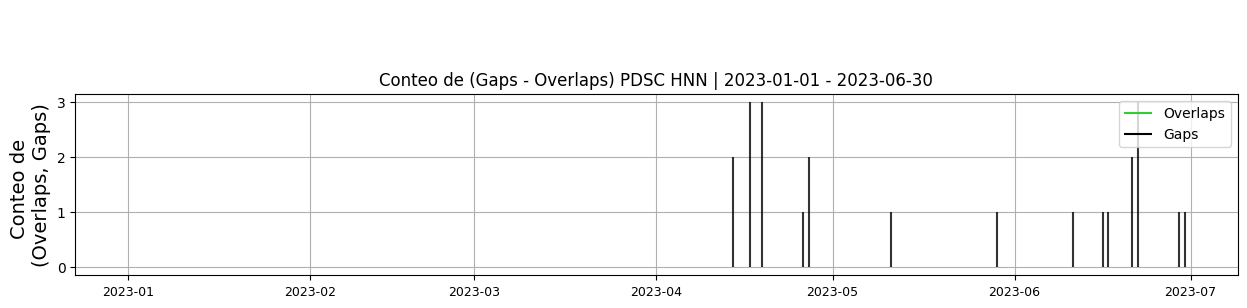 Conteo de (Gaps - Overlaps) PDSC HNN | 2023-01-01 - 2023-06-30
Conteo de
(Overlaps, Gaps)
3
2
1
0
Overlaps
Gaps
2023-01
2023-02
2023-03
2023-04
2023-05
2023-06
2023-07